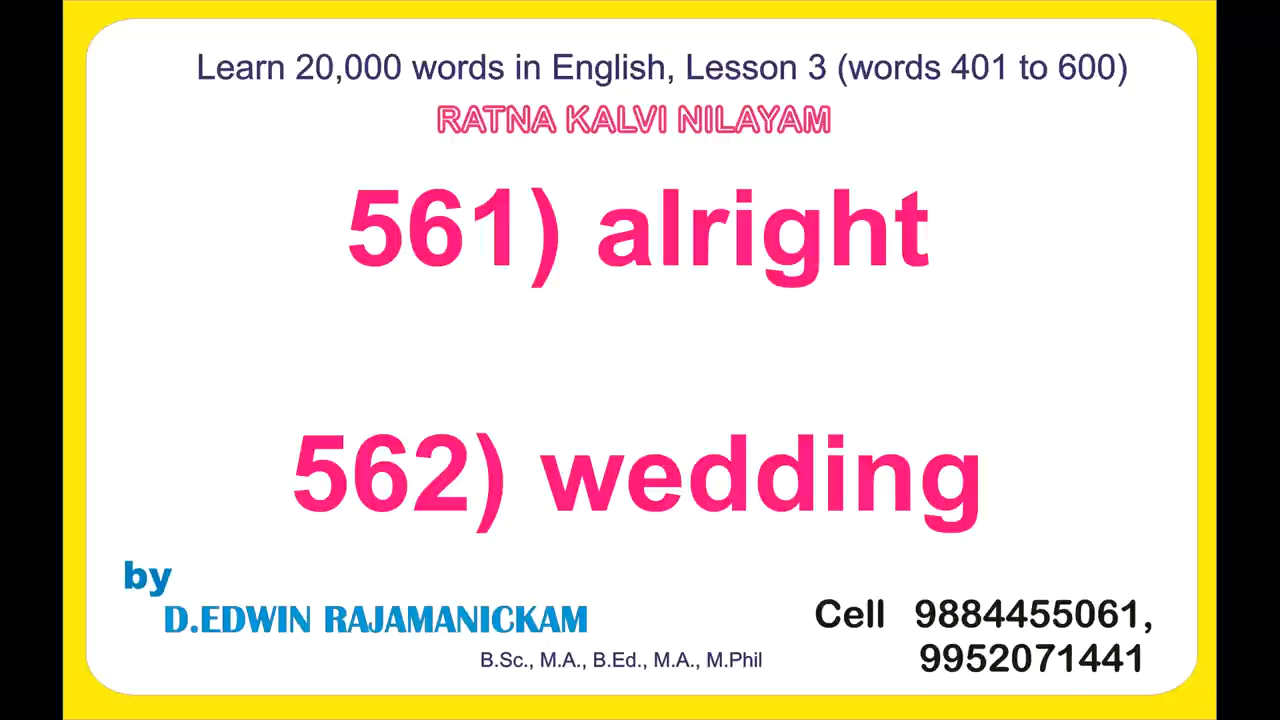 Learn 20,000 words in English, Lesson 3 (words 401 to 600)
RATNA KALVI NILAYAM
561) alright
562) wedding
by
D.EDWIN RAJAMANICKAM
B.Sc., M.A., B.Ed., M.A., M.Phil
Cell 9884455061,
9952071441